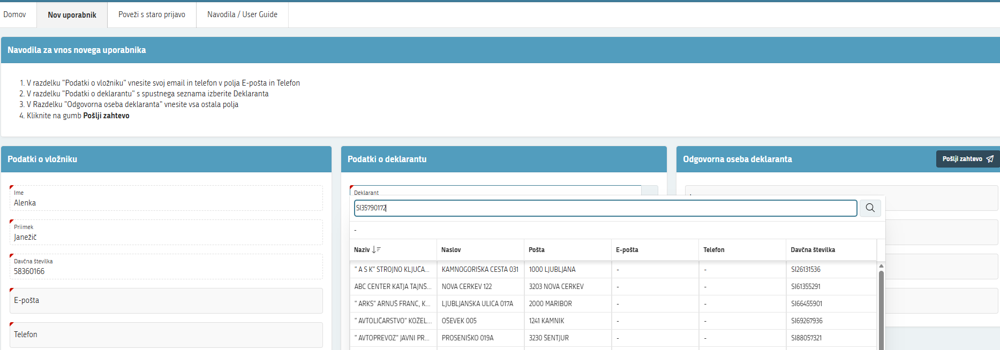 Domov
Nov uporabnik
Poveži s staro prijavo
Navodila / User Guide
Navodila za vnos novega uporabnika
1. V razdelku "Podatki o vložniku" vnesite svoj email in telefon v polja E-pošta in Telefon
2. V razdelku "Podatki o deklarantu" s spustnega seznama izberite Deklaranta
3. V Razdelku "Odgovorna oseba deklaranta" vnesite vsa ostala polja
4. Kliknite na gumb Pošlji zahtevo
Podatki o vložniku
Ime
Alenka
Priimek
Janežič
Davčna številka
58360166
E-pošta
Telefon
Podatki o deklarantu
Deklarant
SI35790172
-
Naziv Naslov Pošta E-pošta Telefon Davčna številka
" A S K" STROJNO KLJUČA... KAMNOGORIŠKA CESTA 031 1000 LJUBLJANA - - SI26131536
ABC CENTER KATJA TAJNŠ... NOVA CERKEV 122 3203 NOVA CERKEV - - SI61355291
" ARKS" ARNUŠ FRANC, K... LJUBLJANSKA ULICA 017A 2000 MARIBOR - - SI66455901
" AVTOLIČARSTVO" KOZEL... OŠEVEK 005 1241 KAMNIK - - SI69267936
" AVTOPREVOZ" JAVNI PR... PROSENIŠKO 019A 3230 ŠENTJUR - - SI88057321
Odgovorna oseba deklaranta
Pošlji zahtevo